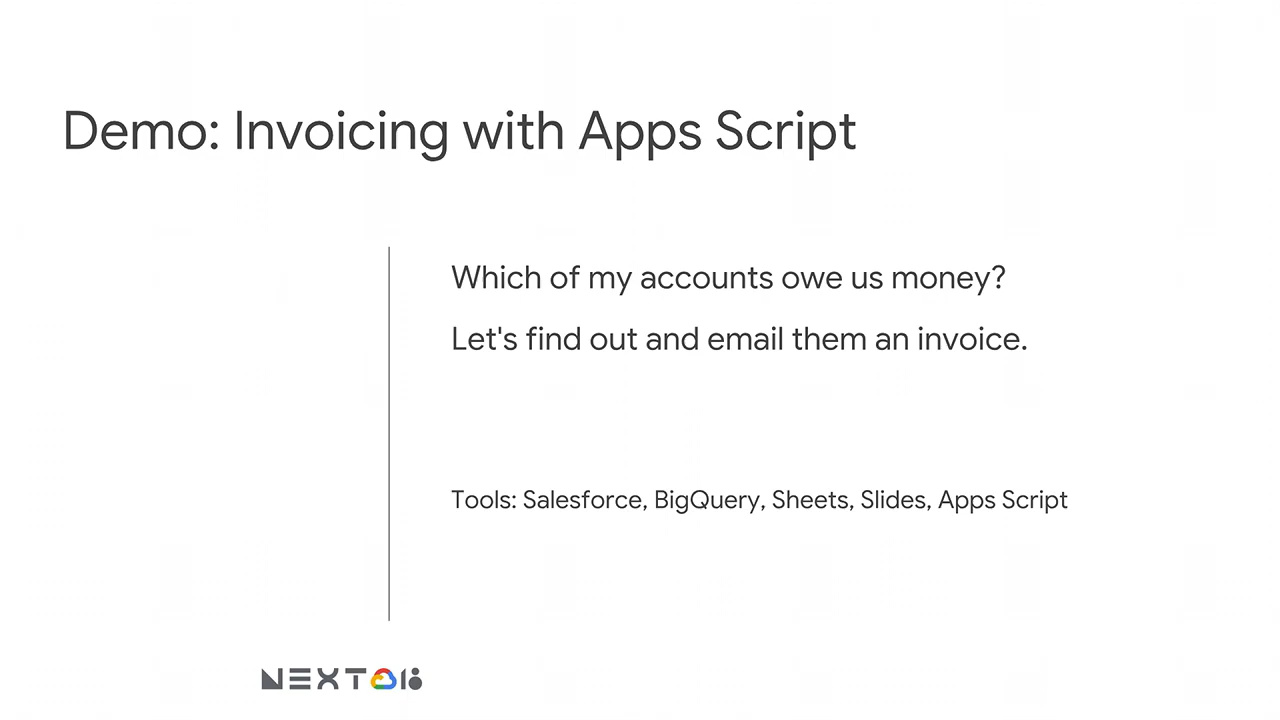 Demo: Invoicing with Apps Script
Which of my accounts owe us money?
Let's find out and email them an invoice.
Tools: Salesforce, BigQuery, Sheets, Slides, Apps Script
NEXT 18